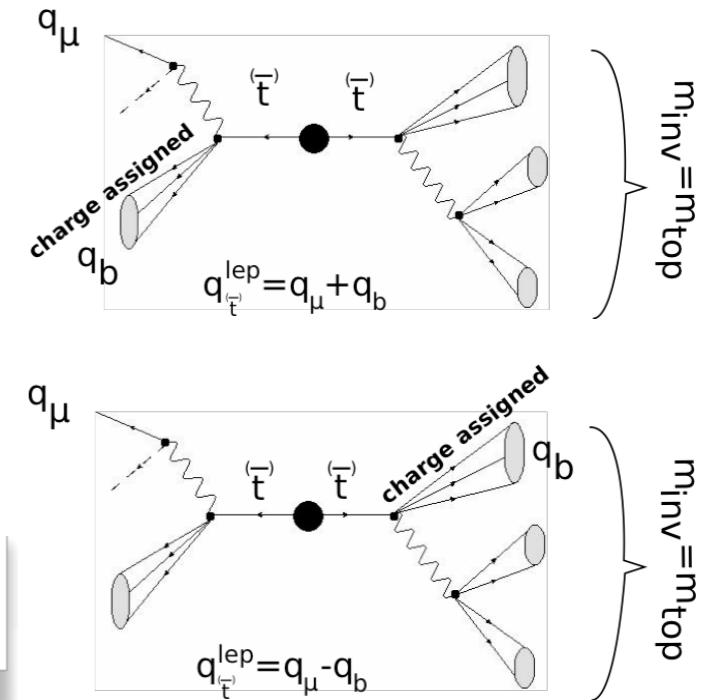 qμ
(t̄) (t̄)
charge assigned
qb
q(t̄)^lep=qμ+qb
minv=mtop
qμ
charge assigned
qb
(t̄) (t̄)
q(t̄)^lep=qμ-qb
minv=mtop